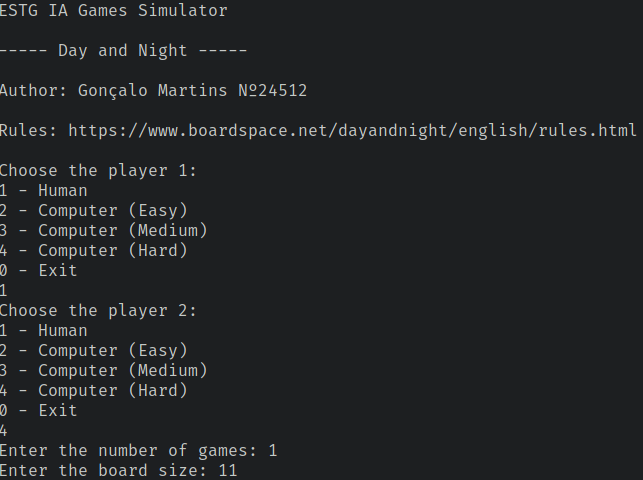 ESTG IA Games Simulator
----- Day and Night -----
Author: Gonçalo Martins Nº24512
Rules: https://www.boardspace.net/dayandnight/english/rules.html
Choose the player 1:
1 - Human
2 - Computer (Easy)
3 - Computer (Medium)
4 - Computer (Hard)
0 - Exit
1
Choose the player 2:
1 - Human
2 - Computer (Easy)
3 - Computer (Medium)
4 - Computer (Hard)
0 - Exit
4
Enter the number of games: 1
Enter the board size: 11